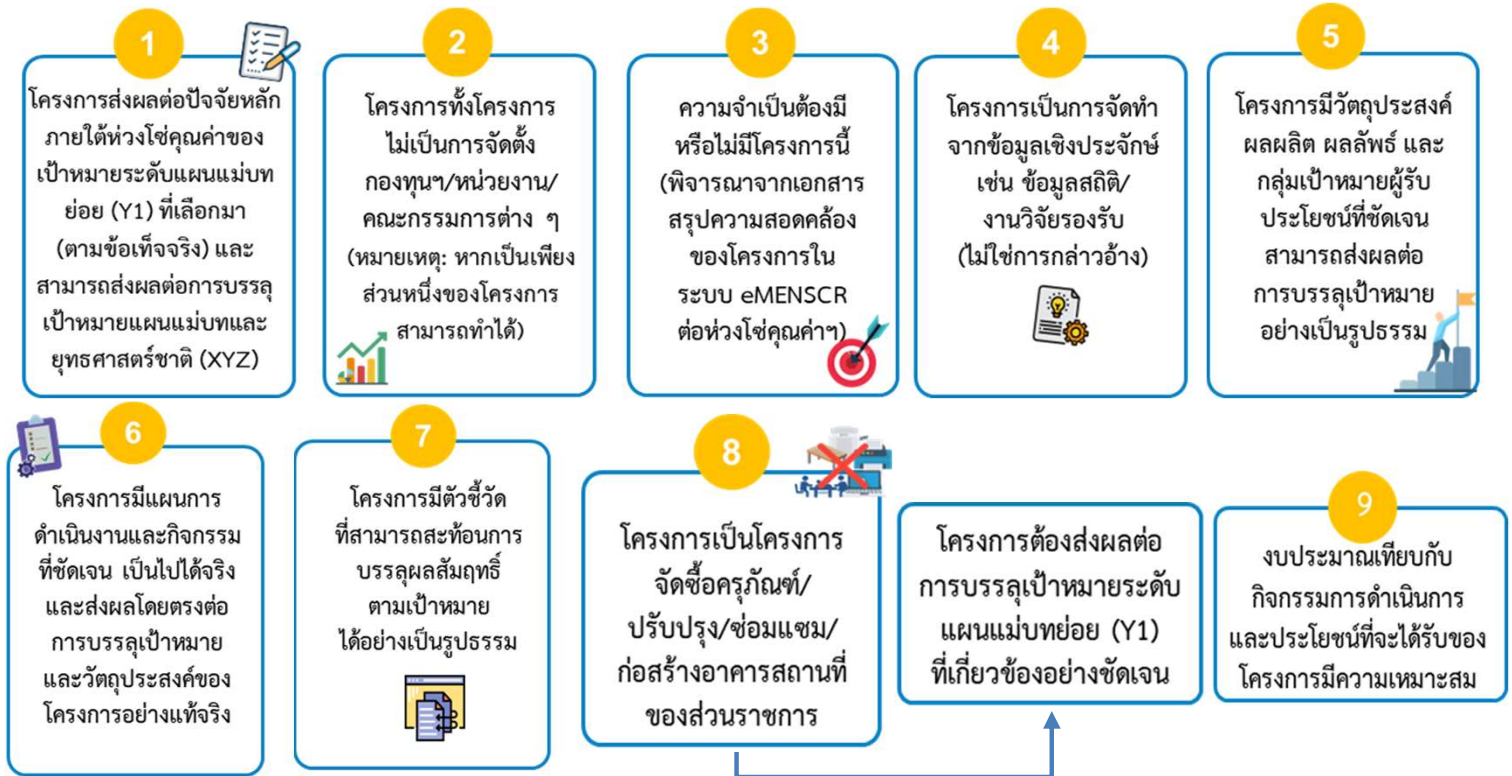 1
โครงการส่งผลต่อปัจจัยหลัก
ภายใต้ห่วงโซ่คุณค่าของ
เป้าหมายระดับแผนแม่บท
ย่อย (Y1) ที่เลือกมา
(ตามข้อเท็จจริง) และ
สามารถส่งผลต่อการบรรลุ
เป้าหมายแผนแม่บทและ
ยุทธศาสตร์ชาติ (XYZ)
2
โครงการทั้งโครงการ
ไม่เป็นการจัดตั้ง
กองทุนฯ/หน่วยงาน/
คณะกรรมการต่าง ๆ
(หมายเหตุ: หากเป็นเพียง
ส่วนหนึ่งของโครงการ
สามารถทำได้)
3
ความจำเป็นต้องมี
หรือไม่มีโครงการนี้
(พิจารณาจากเอกสาร
สรุปความสอดคล้อง
ของโครงการใน
ระบบ eMENSCR
ต่อห่วงโซ่คุณค่าฯ)
4
โครงการเป็นการจัดทำ
จากข้อมูลเชิงประจักษ์
เช่น ข้อมูลสถิติ/
งานวิจัยรองรับ
(ไม่ใช่การกล่าวอ้าง)
5
โครงการมีวัตถุประสงค์
ผลผลิต ผลลัพธ์ และ
กลุ่มเป้าหมายผู้รับ
ประโยชน์ที่ชัดเจน
สามารถส่งผลต่อ
การบรรลุเป้าหมาย
อย่างเป็นรูปธรรม
6
โครงการมีแผนการ
ดำเนินงานและกิจกรรม
ที่ชัดเจน เป็นไปได้จริง
และส่งผลโดยตรงต่อ
การบรรลุเป้าหมาย
และวัตถุประสงค์ของ
โครงการอย่างแท้จริง
7
โครงการมีตัวชี้วัด
ที่สามารถสะท้อนการ
บรรลุผลสัมฤทธิ์
ตามเป้าหมาย
ได้อย่างเป็นรูปธรรม
8
โครงการเป็นโครงการ
จัดซื้อครุภัณฑ์/
ปรับปรุง/ซ่อมแซม/
ก่อสร้างอาคารสถานที่
ของส่วนราชการ
โครงการต้องส่งผลต่อ
การบรรลุเป้าหมายระดับ
แผนแม่บทย่อย (Y1)
ที่เกี่ยวข้องอย่างชัดเจน
9
งบประมาณเทียบกับ
กิจกรรมการดำเนินการ
และประโยชน์ที่จะได้รับของ
โครงการมีความเหมาะสม